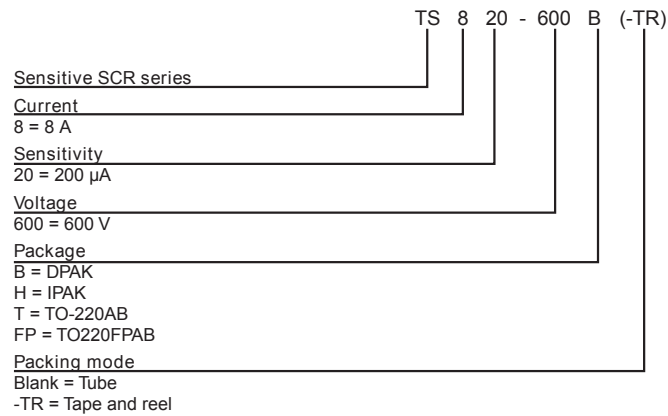 TS 8 20 - 600 B (-TR)
Sensitive SCR series
Current
8 = 8 A
Sensitivity
20 = 200 µA
Voltage
600 = 600 V
Package
B = DPAK
H = IPAK
T = TO-220AB
FP = TO220FPAB
Packing mode
Blank = Tube
-TR = Tape and reel